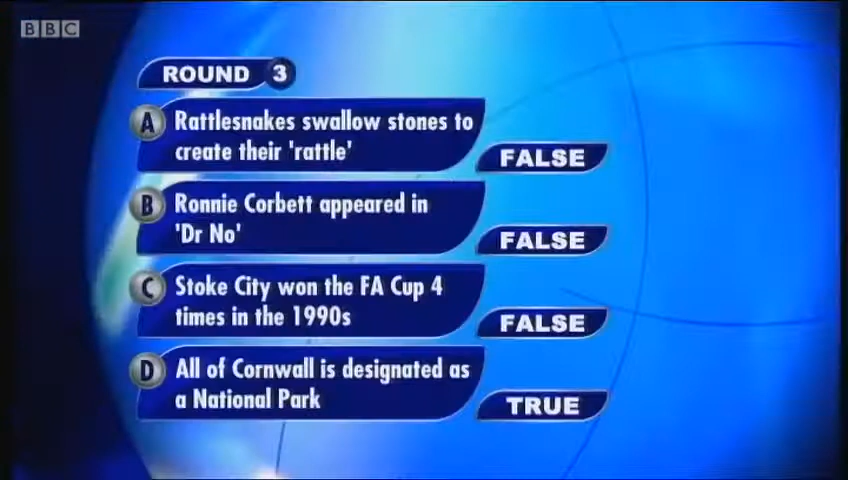 BBC
ROUND 3
A Rattlesnakes swallow stones to
create their 'rattle'
FALSE
B Ronnie Corbett appeared in
'Dr No'
FALSE
C Stoke City won the FA Cup 4
times in the 1990s
FALSE
D All of Cornwall is designated as
a National Park
TRUE